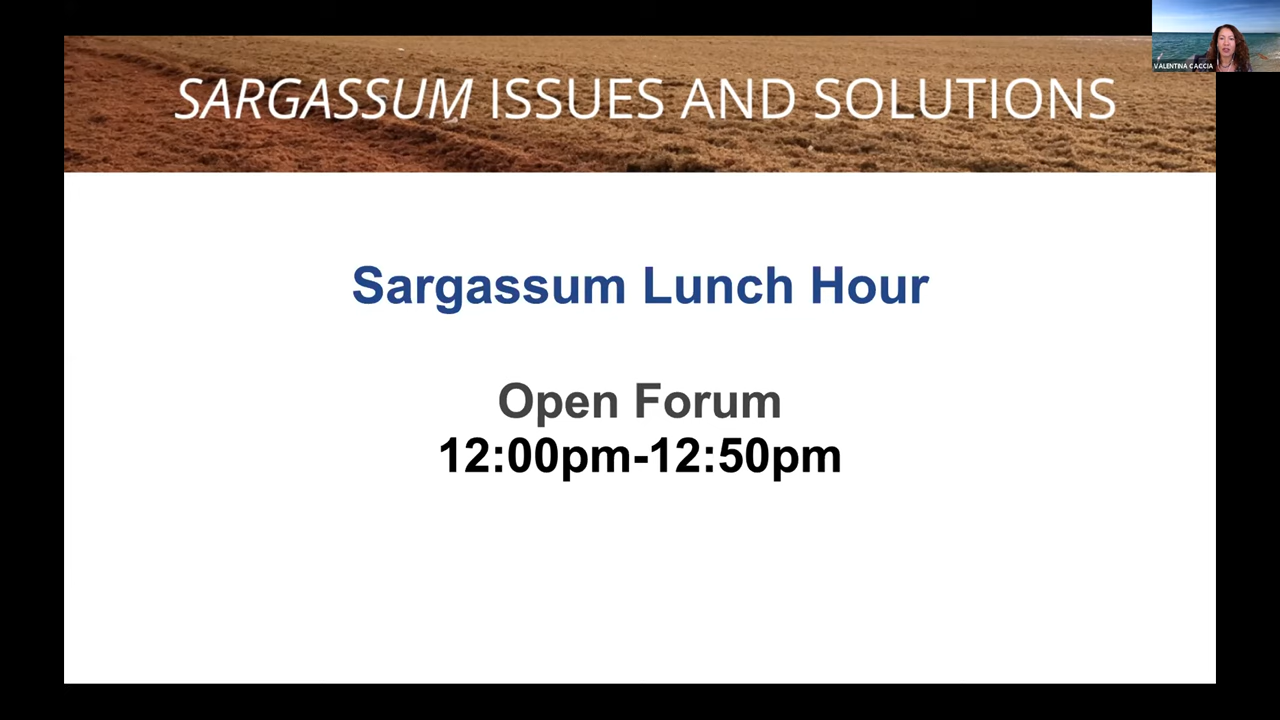 SARGASSUM ISSUES AND SOLUTIONS
VALENTINA CACCIA
Sargassum Lunch Hour
Open Forum
12:00pm-12:50pm